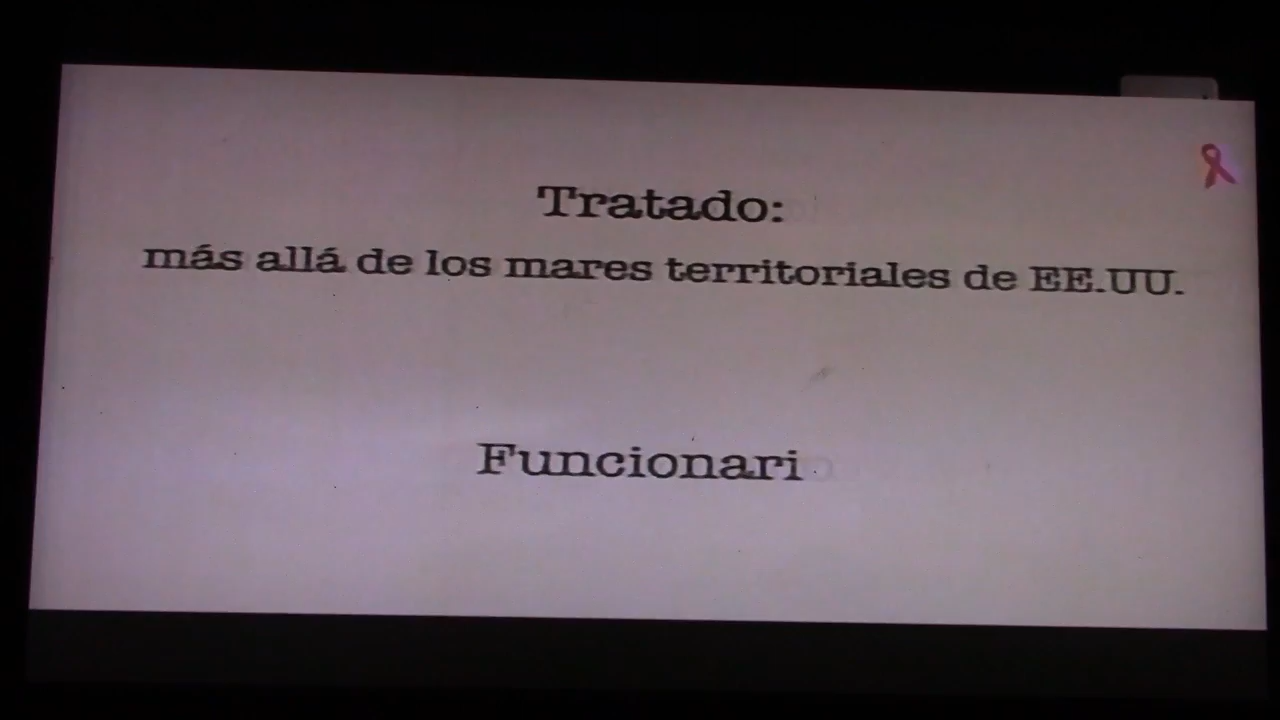 Tratado:
más allá de los mares territoriales de EE.UU.
Funcionari